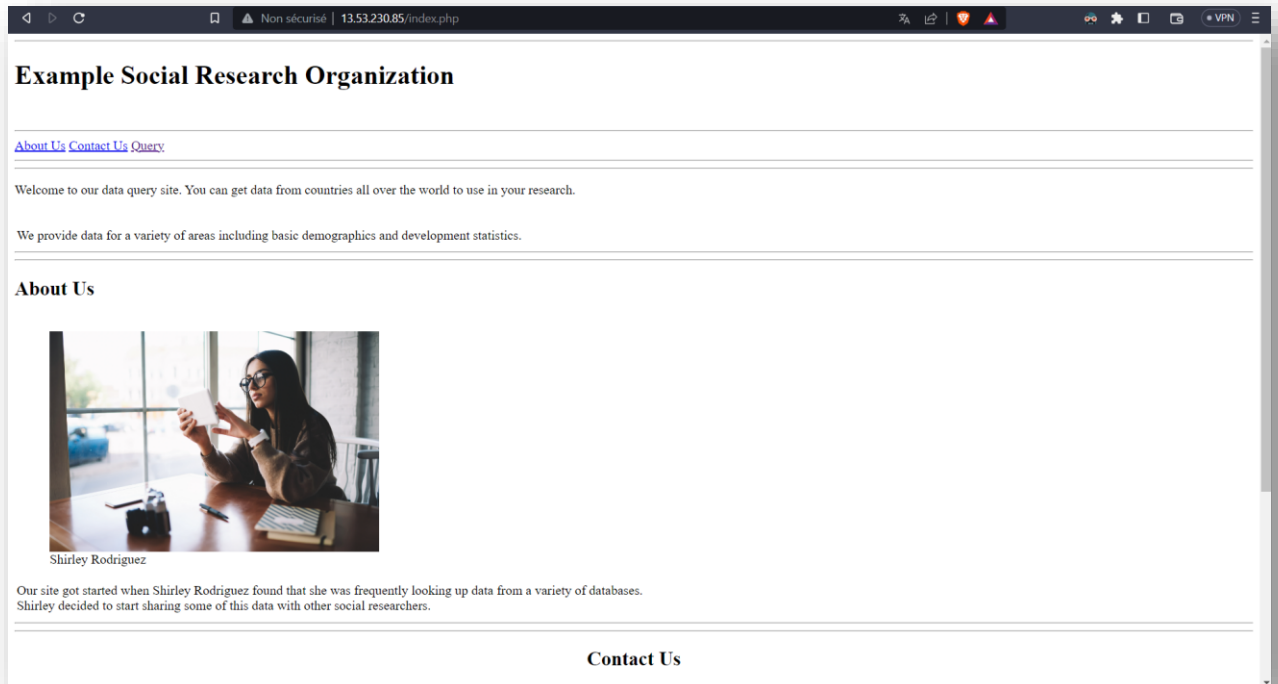 Non sécurisé | 13.53.230.85/index.php
VPN
Example Social Research Organization
About Us Contact Us Query
Welcome to our data query site. You can get data from countries all over the world to use in your research.
We provide data for a variety of areas including basic demographics and development statistics.
About Us
Shirley Rodriguez
Our site got started when Shirley Rodriguez found that she was frequently looking up data from a variety of databases.
Shirley decided to start sharing some of this data with other social researchers.
Contact Us